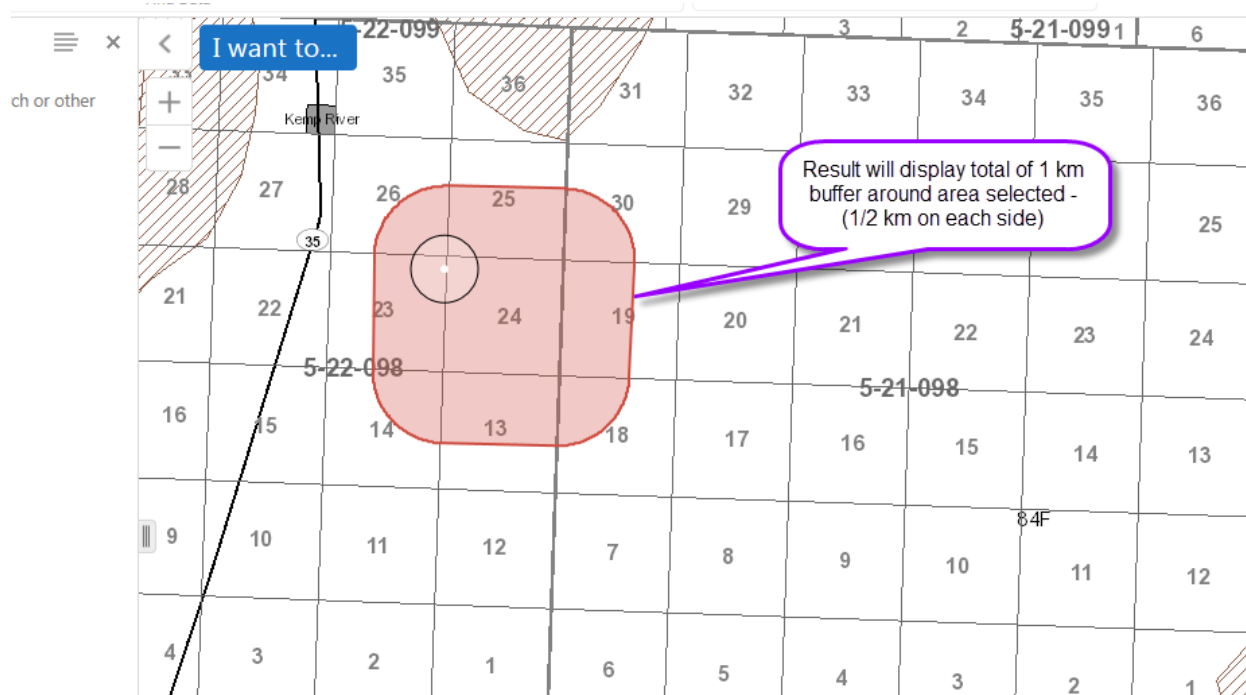 I want to...
5-22-099
3 2 5-21-099 1 6
ch or other
33 34 35 36 31 32 33 34 35 36
Kemp River
Result will display total of 1 km
buffer around area selected -
(1/2 km on each side)
28 27 26 25 30 29 25
35
21 22 23 24 19 20 21 22 23 24
5-22-098
5-21-098
16 15 14 13 18 17 16 15 14 13
84F
9 10 11 12 7 8 9 10 11 12
4 3 2 1 6 5 4 3 2 1